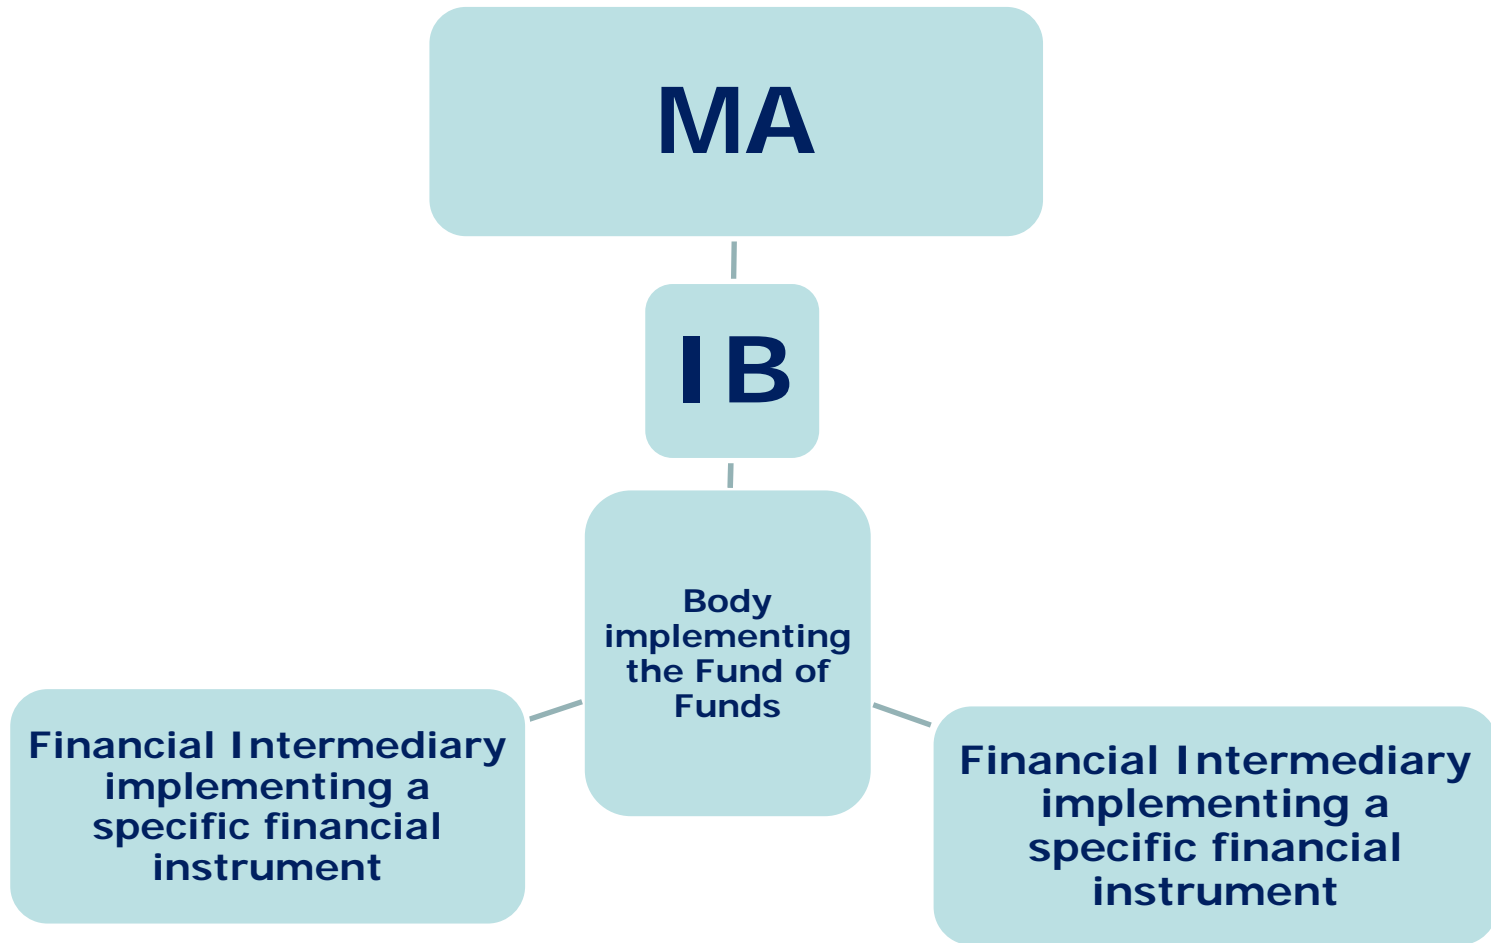 MA
IB
Body
implementing
the Fund of
Funds
Financial Intermediary
implementing a
specific financial
instrument
Financial Intermediary
implementing a
specific financial
instrument